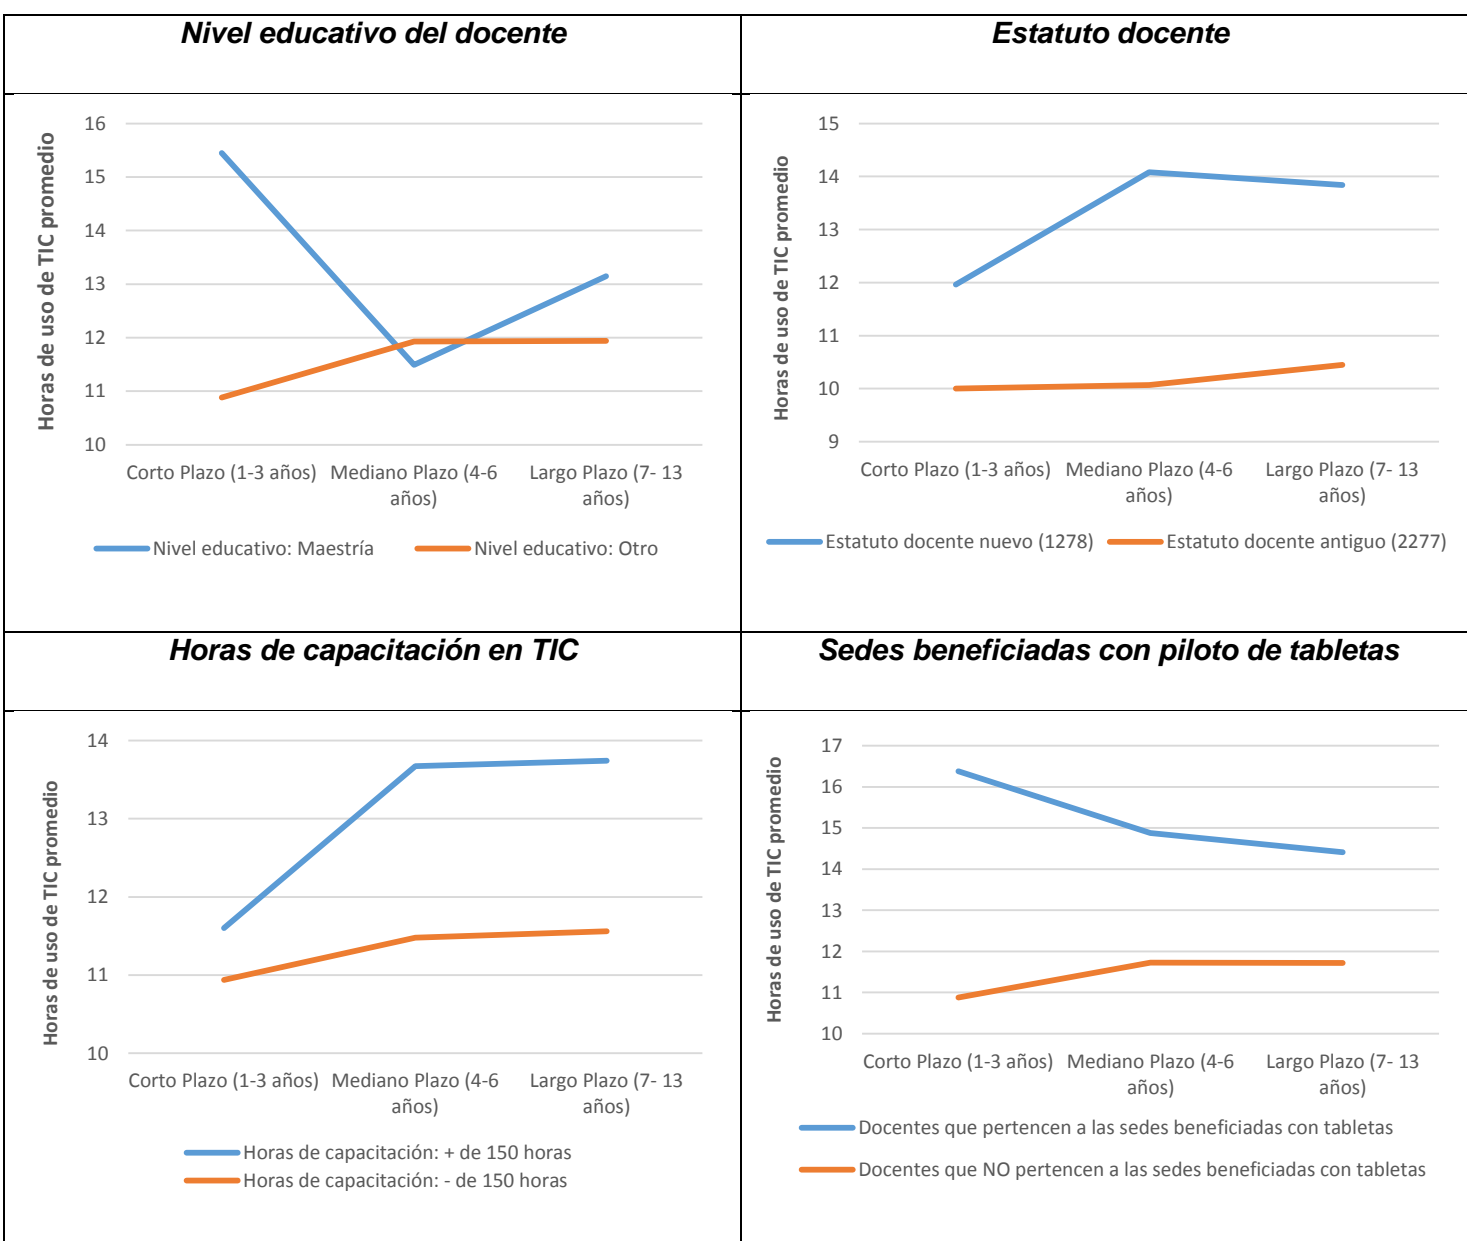 Nivel educativo del docente
Estatuto docente
Horas de uso de TIC promedio
16
15
14
13
12
11
10
Corto Plazo (1-3 años)
Mediano Plazo (4-6
años)
Largo Plazo (7- 13
años)
Nivel educativo: Maestría
Nivel educativo: Otro
Horas de uso de TIC promedio
15
14
13
12
11
10
9
Corto Plazo (1-3 años)
Mediano Plazo (4-6
años)
Largo Plazo (7- 13
años)
Estatuto docente nuevo (1278)
Estatuto docente antiguo (2277)
Horas de capacitación en TIC
Sedes beneficiadas con piloto de tabletas
Horas de uso de TIC promedio
14
13
12
11
10
Corto Plazo (1-3 años)
Mediano Plazo (4-6
años)
Largo Plazo (7- 13
años)
Horas de capacitación: + de 150 horas
Horas de capacitación: - de 150 horas
Horas de uso de TIC promedio
17
16
15
14
13
12
11
10
Corto Plazo (1-3 años)
Mediano Plazo (4-6
años)
Largo Plazo (7- 13
años)
Docentes que pertencen a las sedes beneficiadas con tabletas
Docentes que NO pertencen a las sedes beneficiadas con tabletas